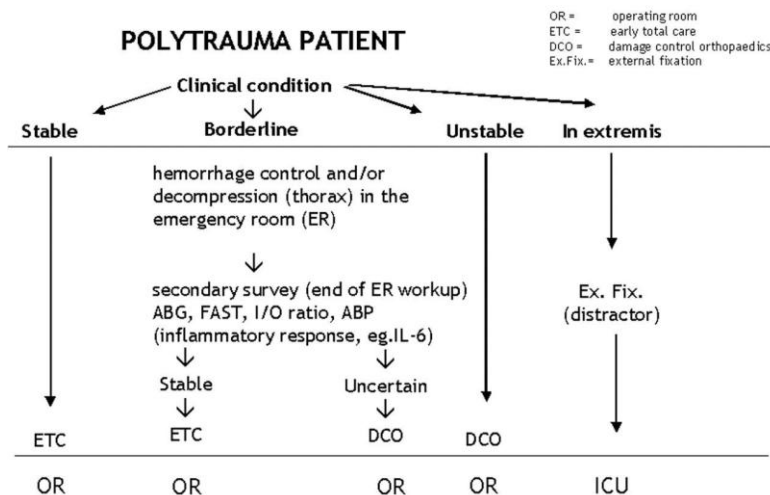 OR = operating room
ETC = early total care
DCO = damage control orthopaedics
Ex.Fix.= external fixation
POLYTRAUMA PATIENT
Clinical condition
Stable Borderline Unstable In extremis
hemorrhage control and/or
decompression (thorax) in the
emergency room (ER)
secondary survey (end of ER workup)
ABG, FAST, I/O ratio, ABP
(inflammatory response, eg.IL-6)
Ex. Fix.
(distractor)
Stable Uncertain
ETC ETC DCO DCO
OR OR OR OR ICU